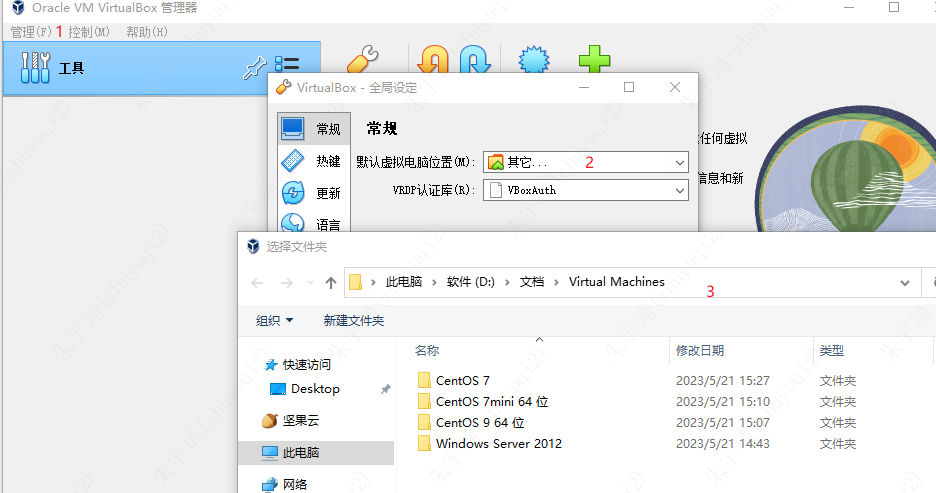 Oracle VM VirtualBox 管理器
管理(F) 1 控制(M) 帮助(H)
工具
VirtualBox - 全局设定
常规 常规
任何虚拟
热键 默认虚拟电脑位置(M): 其它... 2
信息和新
更新 VRDP认证库(R): VBoxAuth
语言
选择文件夹
此电脑 › 软件 (D:) › 文档 › Virtual Machines
3
组织 新建文件夹
名称 修改日期 类型
快速访问
CentOS 7 2023/5/21 15:27 文件夹
Desktop
CentOS 7mini 64 位 2023/5/21 15:10 文件夹
坚果云 CentOS 9 64 位 2023/5/21 15:07 文件夹
此电脑 Windows Server 2012 2023/5/21 14:43 文件夹
网络
朱宇琦(zhuyuqi2)